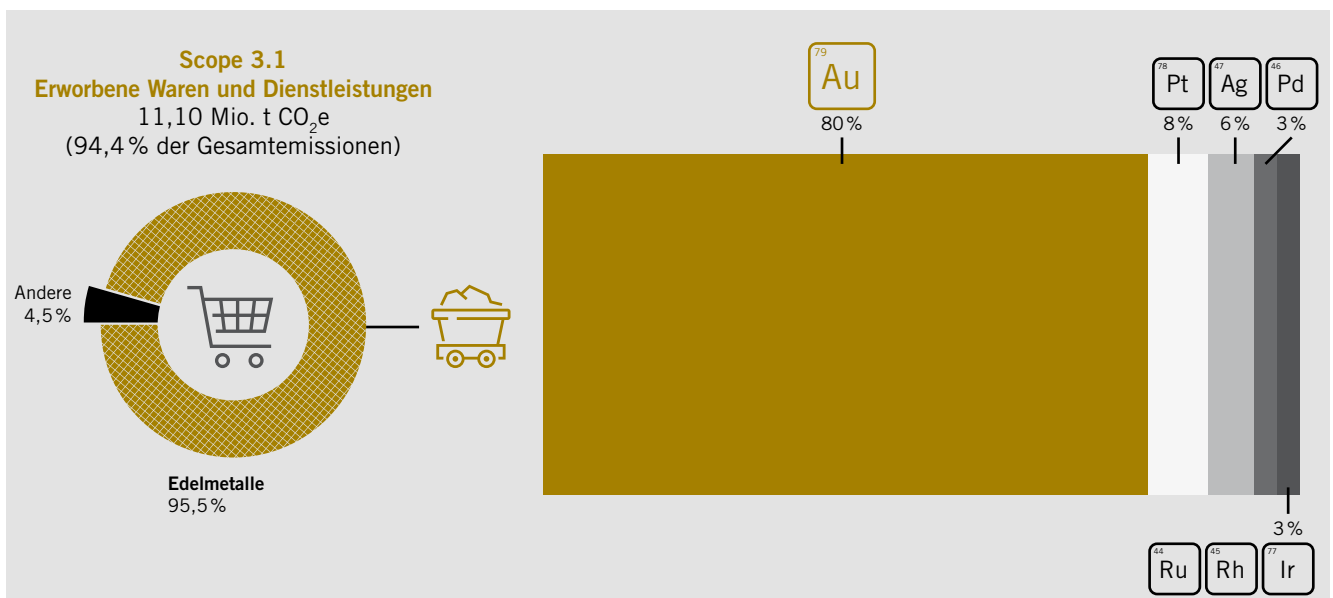 Scope 3.1
Erworbene Waren und Dienstleistungen
11,10 Mio. t CO₂e
(94,4 % der Gesamtemissionen)
Andere
4,5 %
Edelmetalle
95,5 %
79
Au
80 %
78
Pt
8 %
47
Ag
6 %
46
Pd
3 %
3 %
44
Ru
45
Rh
77
Ir